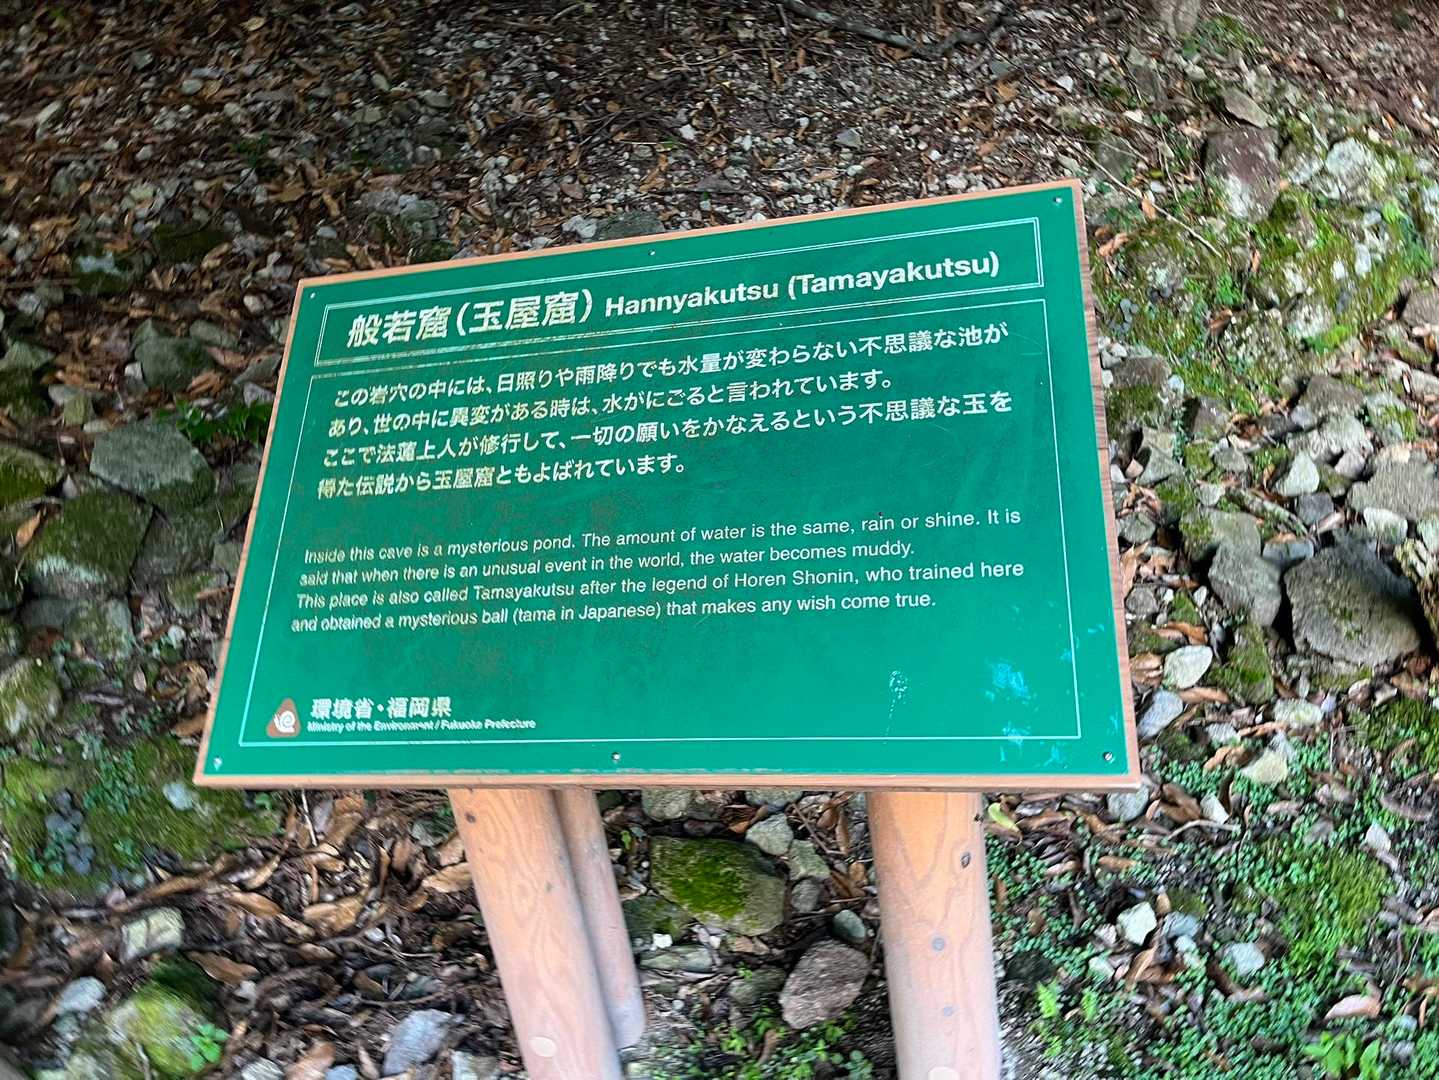 般若窟（玉屋窟） Hannyakutsu (Tamayakutsu)
この岩穴の中には、日照りや雨降りでも水量が変わらない不思議な池が
あり、世の中に異変がある時は、水がにごると言われています。
ここで法蓮上人が修行して、一切の願いをかなえるという不思議な玉を
得た伝説から玉屋窟ともよばれています。
Inside this cave is a mysterious pond. The amount of water is the same, rain or shine. It is
said that when there is an unusual event in the world, the water becomes muddy.
This place is also called Tamayakutsu after the legend of Horen Shonin, who trained here
and obtained a mysterious ball (tama in Japanese) that makes any wish come true.
環境省・福岡県
Ministry of the Environment / Fukuoka Prefecture